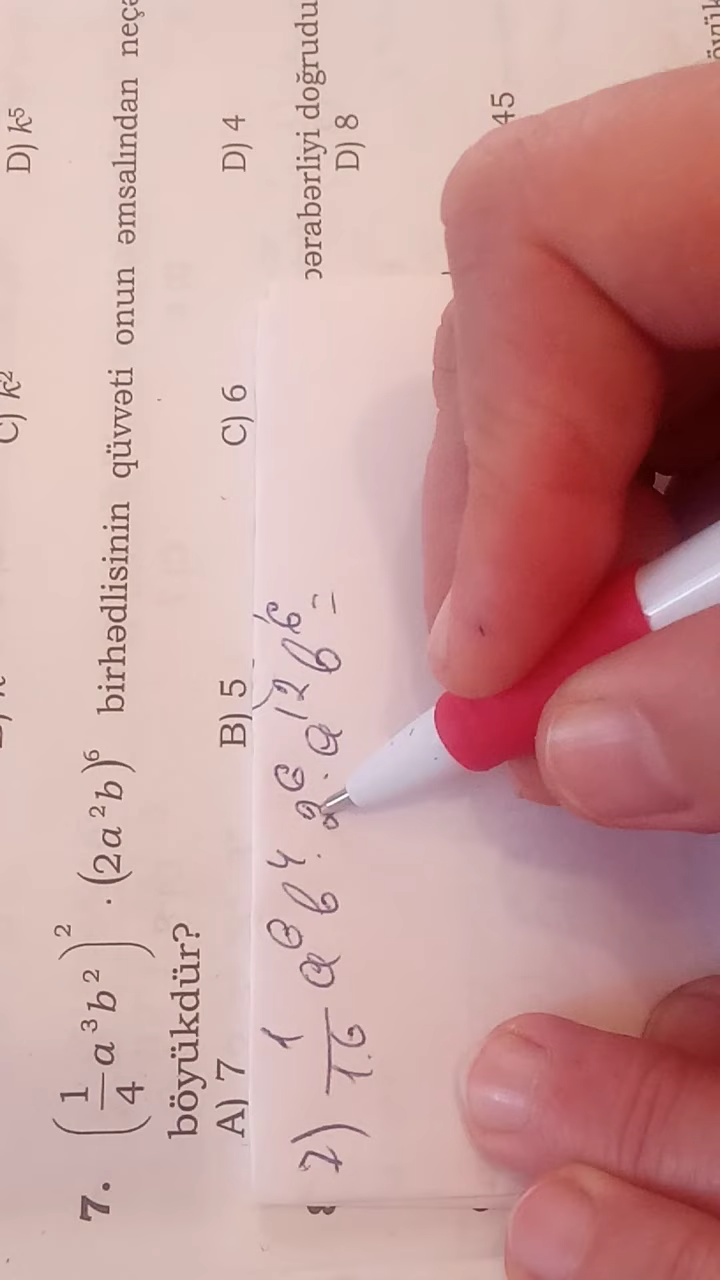 C) k² D) k⁵
7. (1/4 a³b²)² · (2a²b)⁶ birhədlisinin qüvvəti onun əmsalından neçə
böyükdür?
A) 7 B) 5 C) 6 D) 4
7) 1/16 a⁶b⁴ · 2⁶ · a¹²b⁶ =
doğrudu
D) 8
45